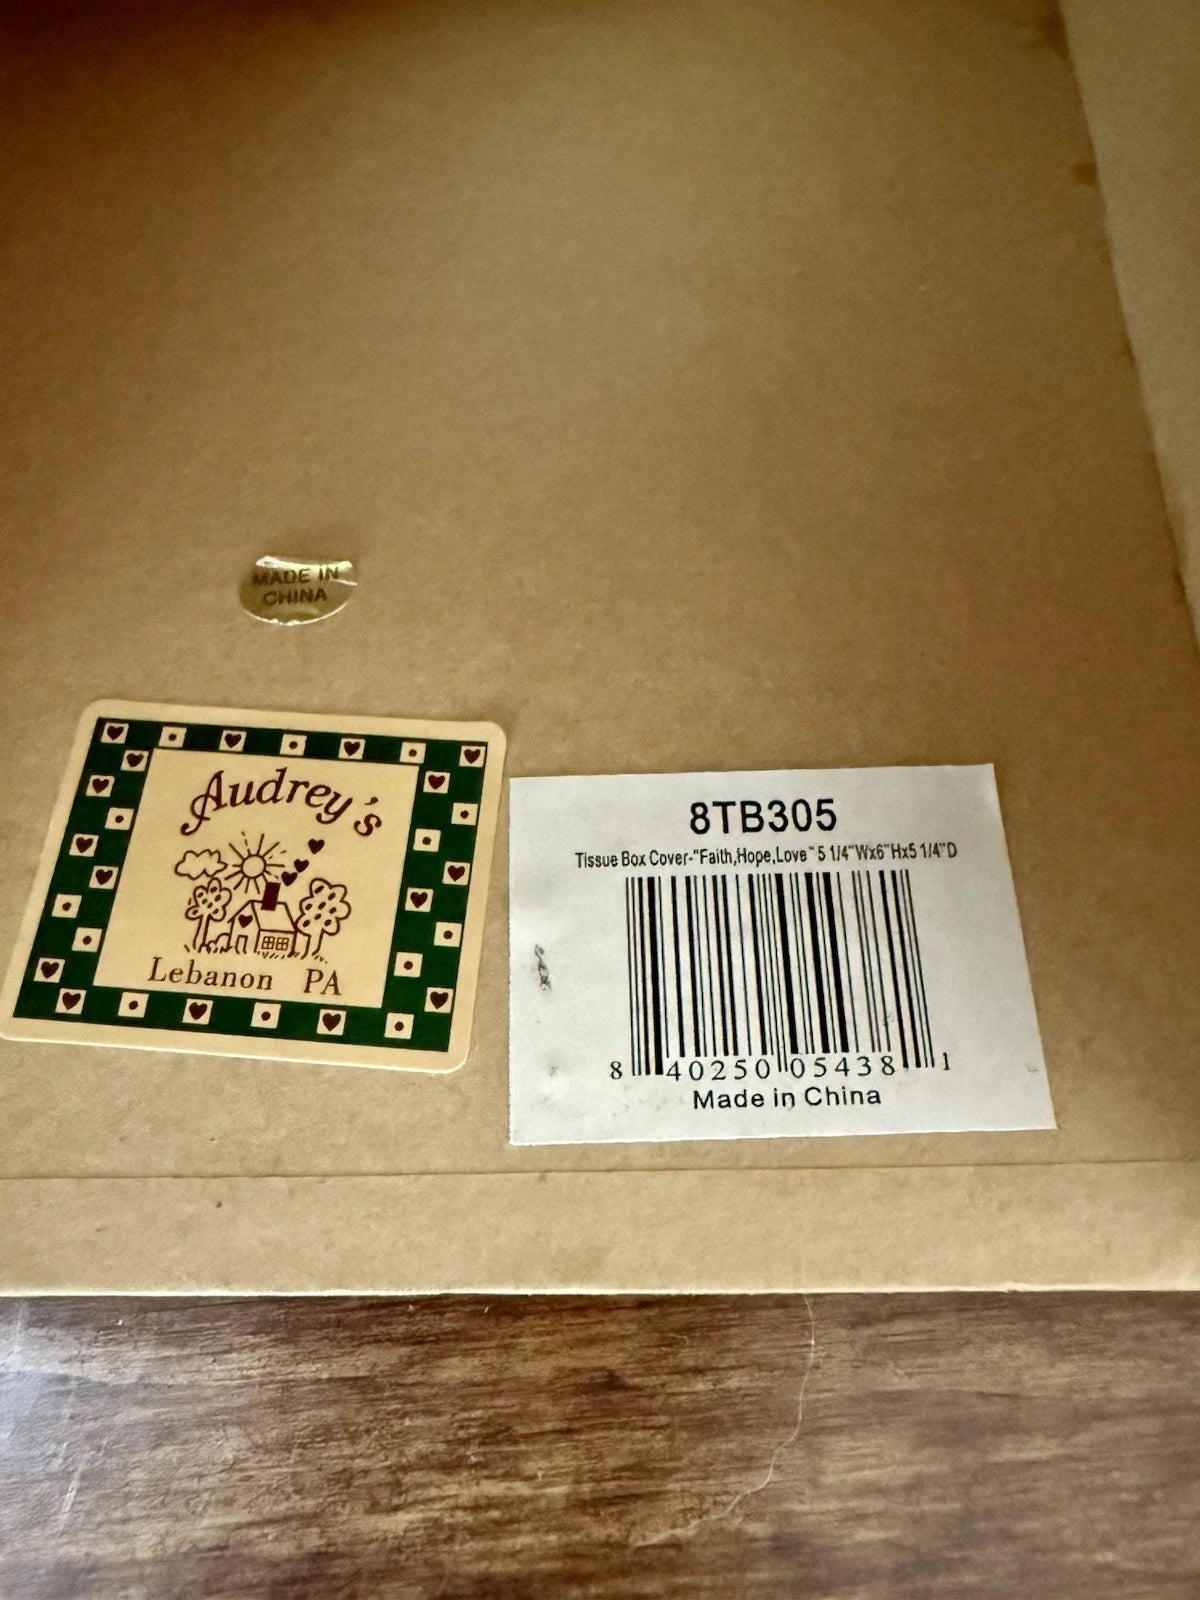 MADE IN
CHINA
Audrey's
Lebanon PA
8TB305
Tissue Box Cover-"Faith,Hope,Love" 5 1/4"Wx6"Hx5 1/4"D
8 40250 05438 1
Made in China